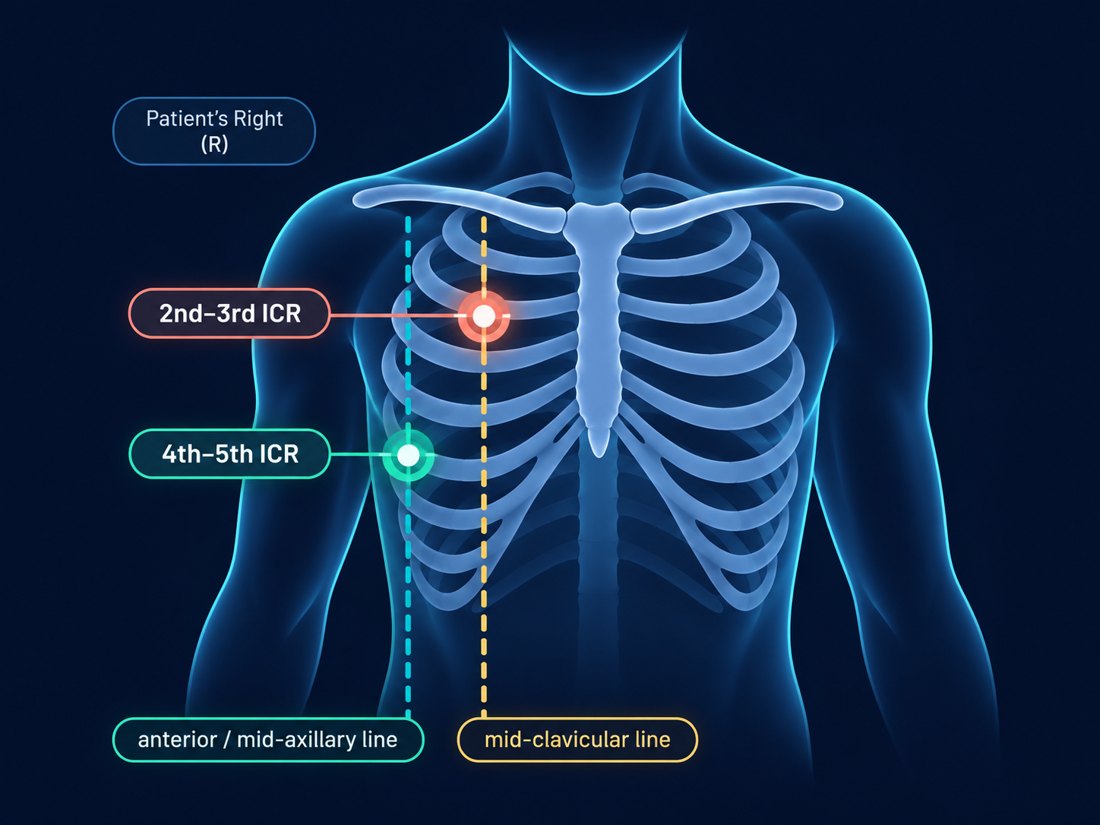 Patient's Right
(R)
2nd–3rd ICR
4th–5th ICR
anterior / mid-axillary line
mid-clavicular line